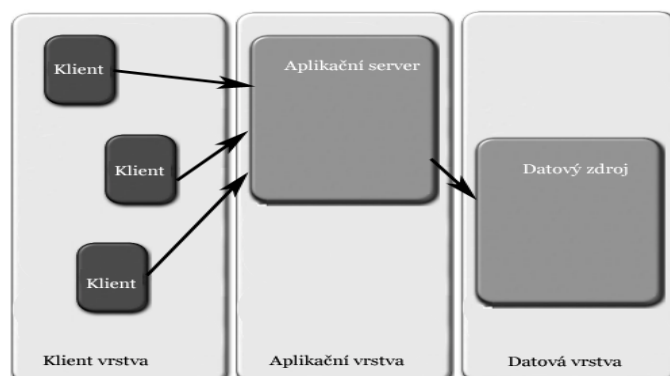 Klient
Klient
Klient
Klient vrstva
Aplikační server
Aplikační vrstva
Datový zdroj
Datová vrstva